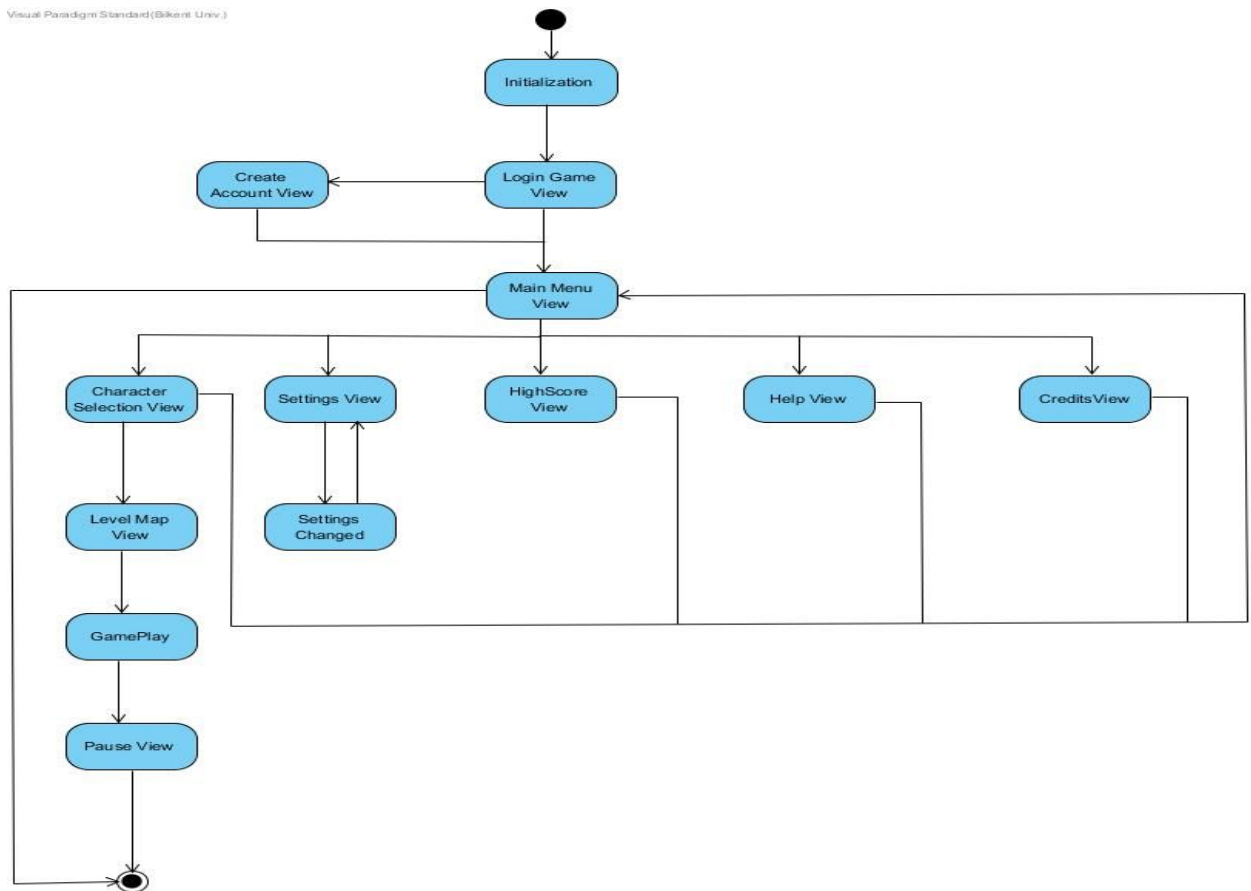 Visual Paradigm Standard(Bilkent Univ.)
Initialization
Create
Account View
Login Game
View
Main Menu
View
Character
Selection View
Settings View
HighScore
View
Help View
CreditsView
Level Map
View
Settings
Changed
GamePlay
Pause View